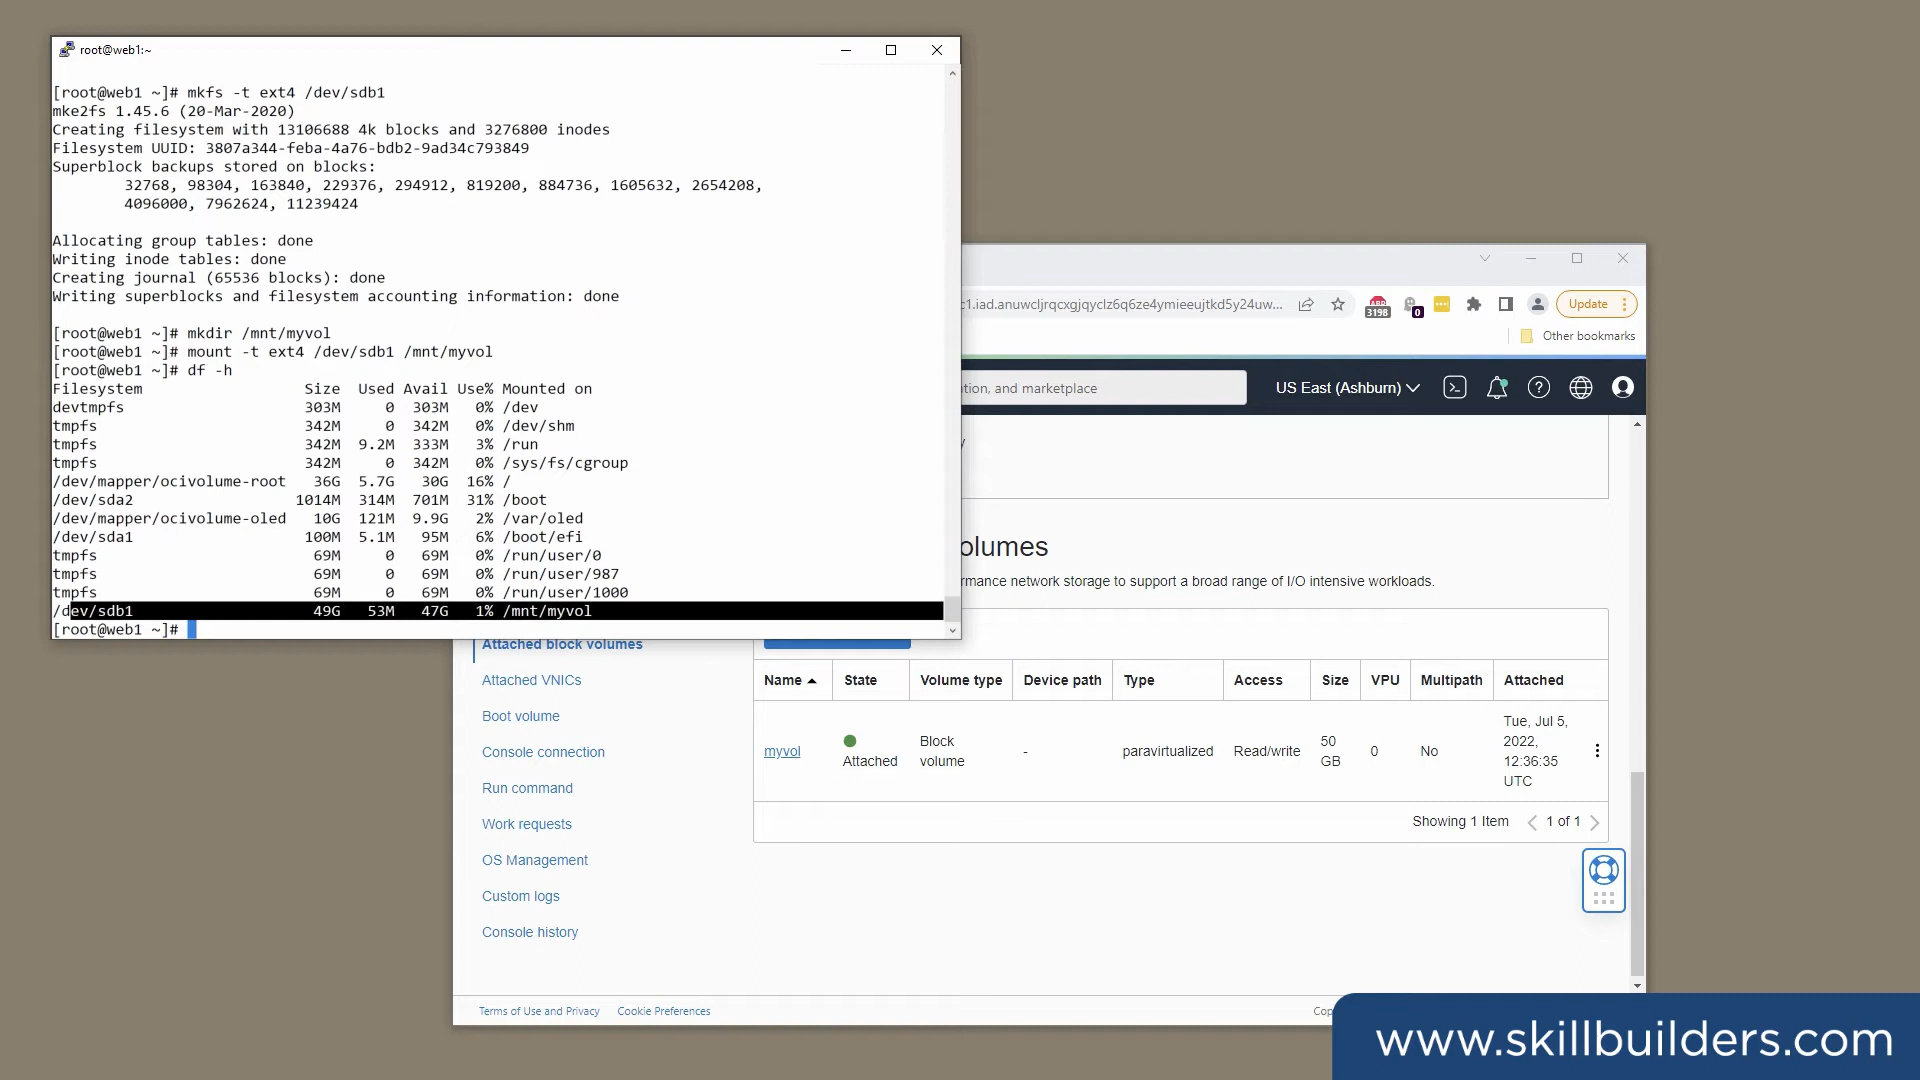 root@web1:~
[root@web1 ~]# mkfs -t ext4 /dev/sdb1
mke2fs 1.45.6 (20-Mar-2020)
Creating filesystem with 13106688 4k blocks and 3276800 inodes
Filesystem UUID: 3807a344-feba-4a76-bdb2-9ad34c793849
Superblock backups stored on blocks:
32768, 98304, 163840, 229376, 294912, 819200, 884736, 1605632, 2654208,
4096000, 7962624, 11239424
Allocating group tables: done
Writing inode tables: done
Creating journal (65536 blocks): done
Writing superblocks and filesystem accounting information: done
[root@web1 ~]# mkdir /mnt/myvol
[root@web1 ~]# mount -t ext4 /dev/sdb1 /mnt/myvol
[root@web1 ~]# df -h
Filesystem Size Used Avail Use% Mounted on
devtmpfs 303M 0 303M 0% /dev
tmpfs 342M 0 342M 0% /dev/shm
tmpfs 342M 9.2M 333M 3% /run
tmpfs 342M 0 342M 0% /sys/fs/cgroup
/dev/mapper/ocivolume-root 36G 5.7G 30G 16% /
/dev/sda2 1014M 314M 701M 31% /boot
/dev/mapper/ocivolume-oled 10G 121M 9.9G 2% /var/oled
/dev/sda1 100M 5.1M 95M 6% /boot/efi
tmpfs 69M 0 69M 0% /run/user/0
tmpfs 69M 0 69M 0% /run/user/987
tmpfs 69M 0 69M 0% /run/user/1000
/dev/sdb1 49G 53M 47G 1% /mnt/myvol
[root@web1 ~]#
c1.iad.anuwcljrqcxgjqyclz6q6ze4ymieeujtkd5y24uw...
ABP
3198
0
Update
Other bookmarks
ation, and marketplace
US East (Ashburn)
y
olumes
rmance network storage to support a broad range of I/O intensive workloads.
Attached block volumes
Attached VNICs
Boot volume
Console connection
Run command
Work requests
OS Management
Custom logs
Console history
Name State Volume type Device path Type Access Size VPU Multipath Attached
myvol Attached Block volume - paravirtualized Read/write 50 GB 0 No Tue, Jul 5, 2022, 12:36:35 UTC
Showing 1 Item 1 of 1
Terms of Use and Privacy Cookie Preferences
Cop
www.skillbuilders.com